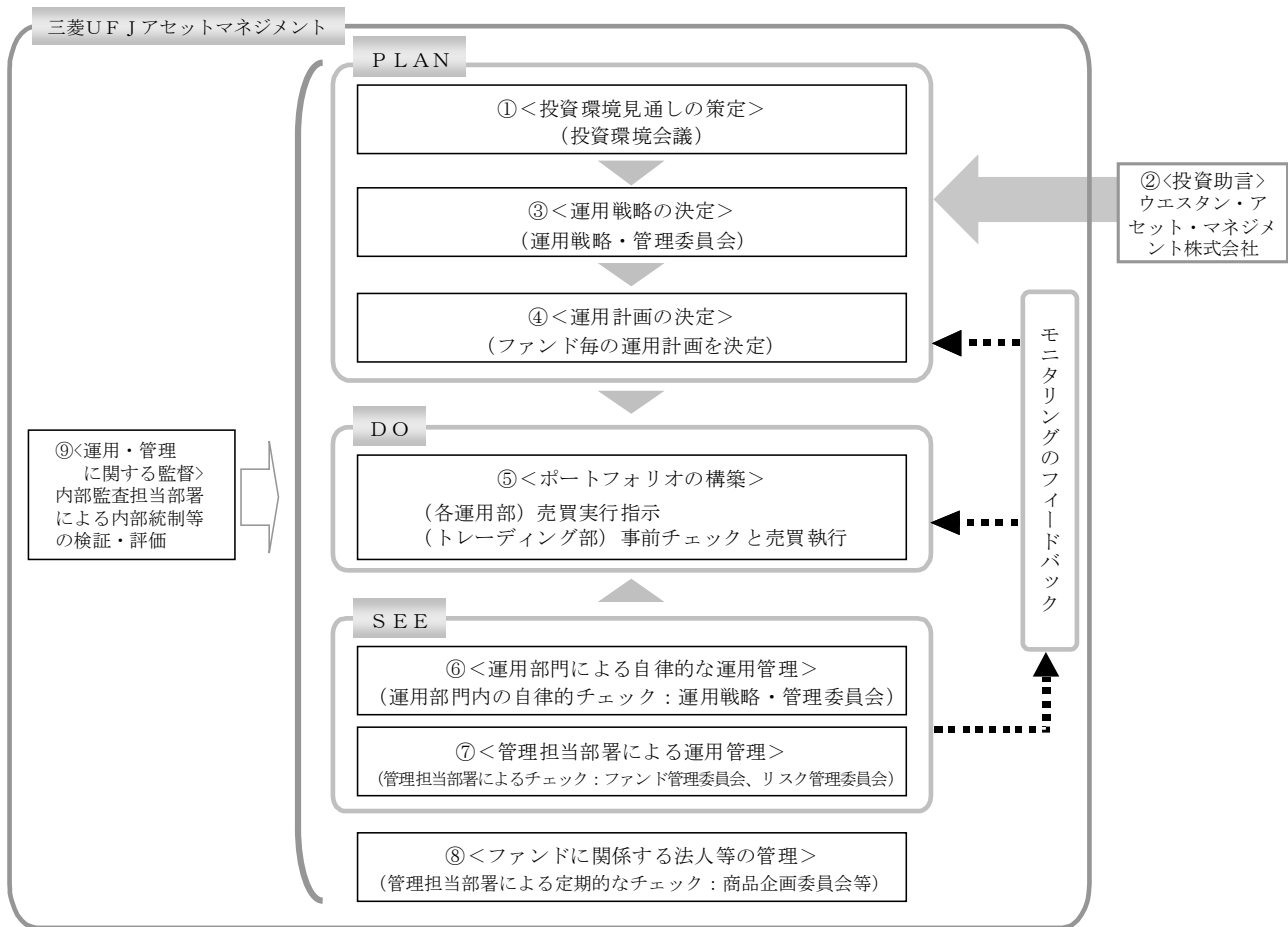 三菱ＵＦＪアセットマネジメント
ＰＬＡＮ
①＜投資環境見通しの策定＞
（投資環境会議）
②＜投資助言＞
ウエスタン・ア
セット・マネジメ
ント株式会社
③＜運用戦略の決定＞
（運用戦略・管理委員会）
④＜運用計画の決定＞
（ファンド毎の運用計画を決定）
モニタリングのフィードバック
ＤＯ
⑤＜ポートフォリオの構築＞
（各運用部）売買実行指示
（トレーディング部）事前チェックと売買執行
⑨＜運用・管理
に関する監督＞
内部監査担当部署
による内部統制等
の検証・評価
ＳＥＥ
⑥＜運用部門による自律的な運用管理＞
（運用部門内の自律的チェック：運用戦略・管理委員会）
⑦＜管理担当部署による運用管理＞
（管理担当部署によるチェック：ファンド管理委員会、リスク管理委員会）
⑧＜ファンドに関係する法人等の管理＞
（管理担当部署による定期的なチェック：商品企画委員会等）